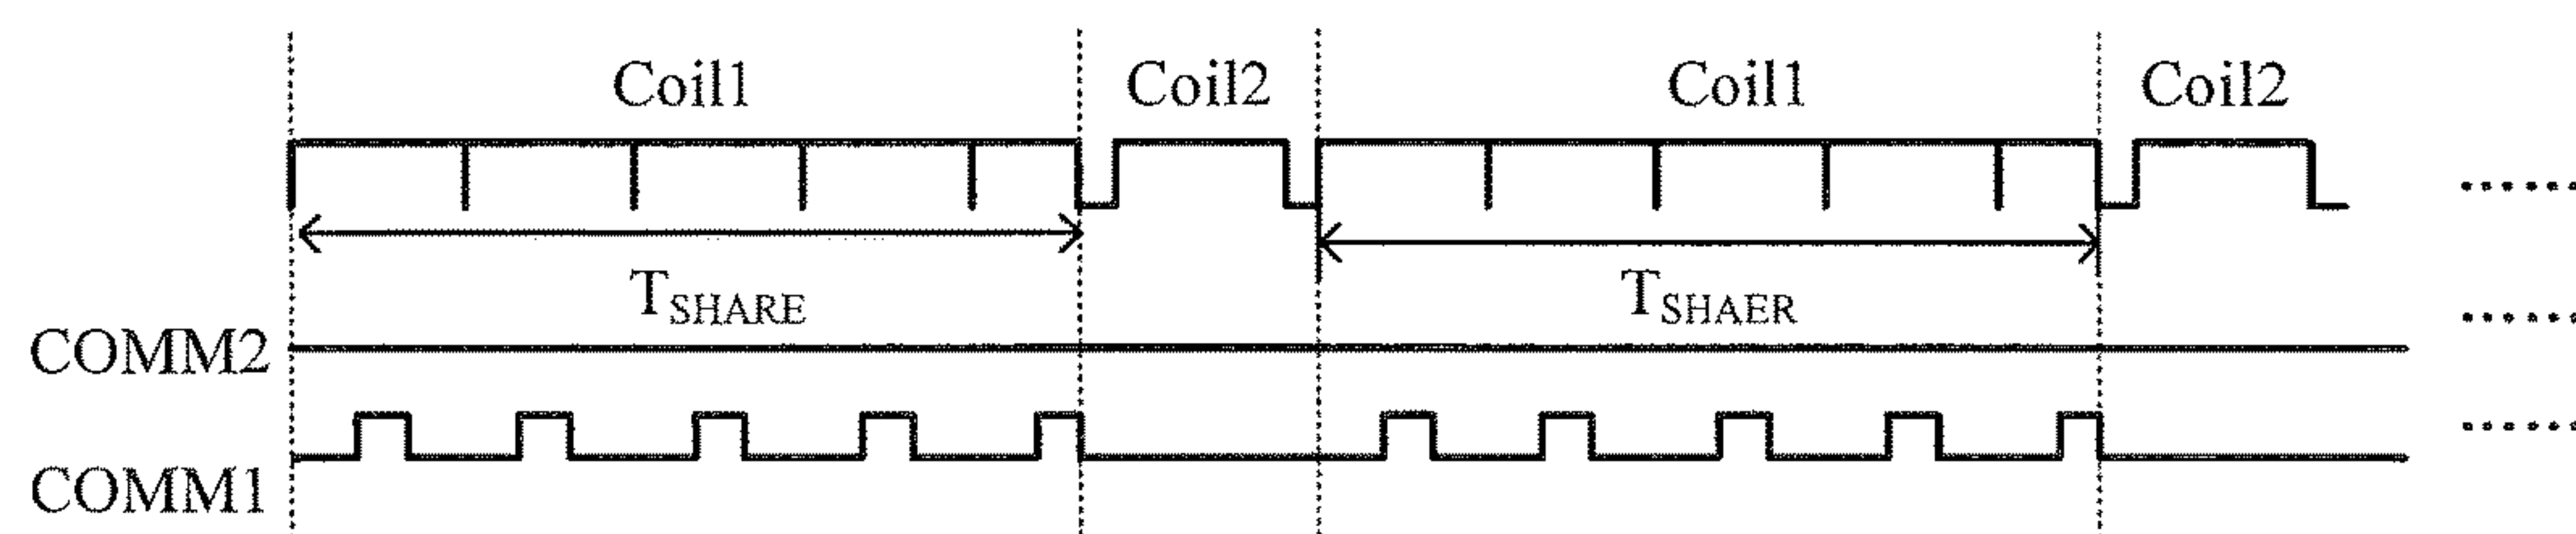 Coil1 Coil2 Coil1 Coil2
TSHARE TSHAER
COMM2
COMM1